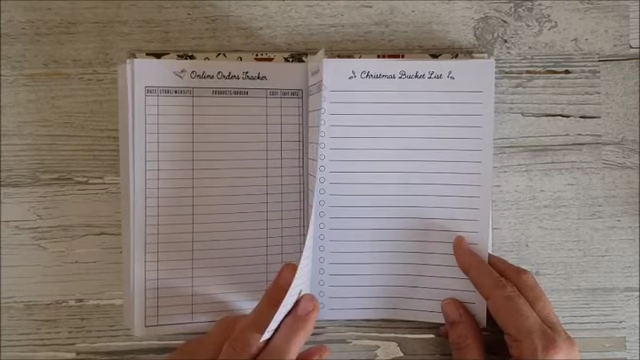 Online Orders Tracker
DATE STORE/WEBSITE PRODUCTS/ORDER COST
Christmas Bucket List